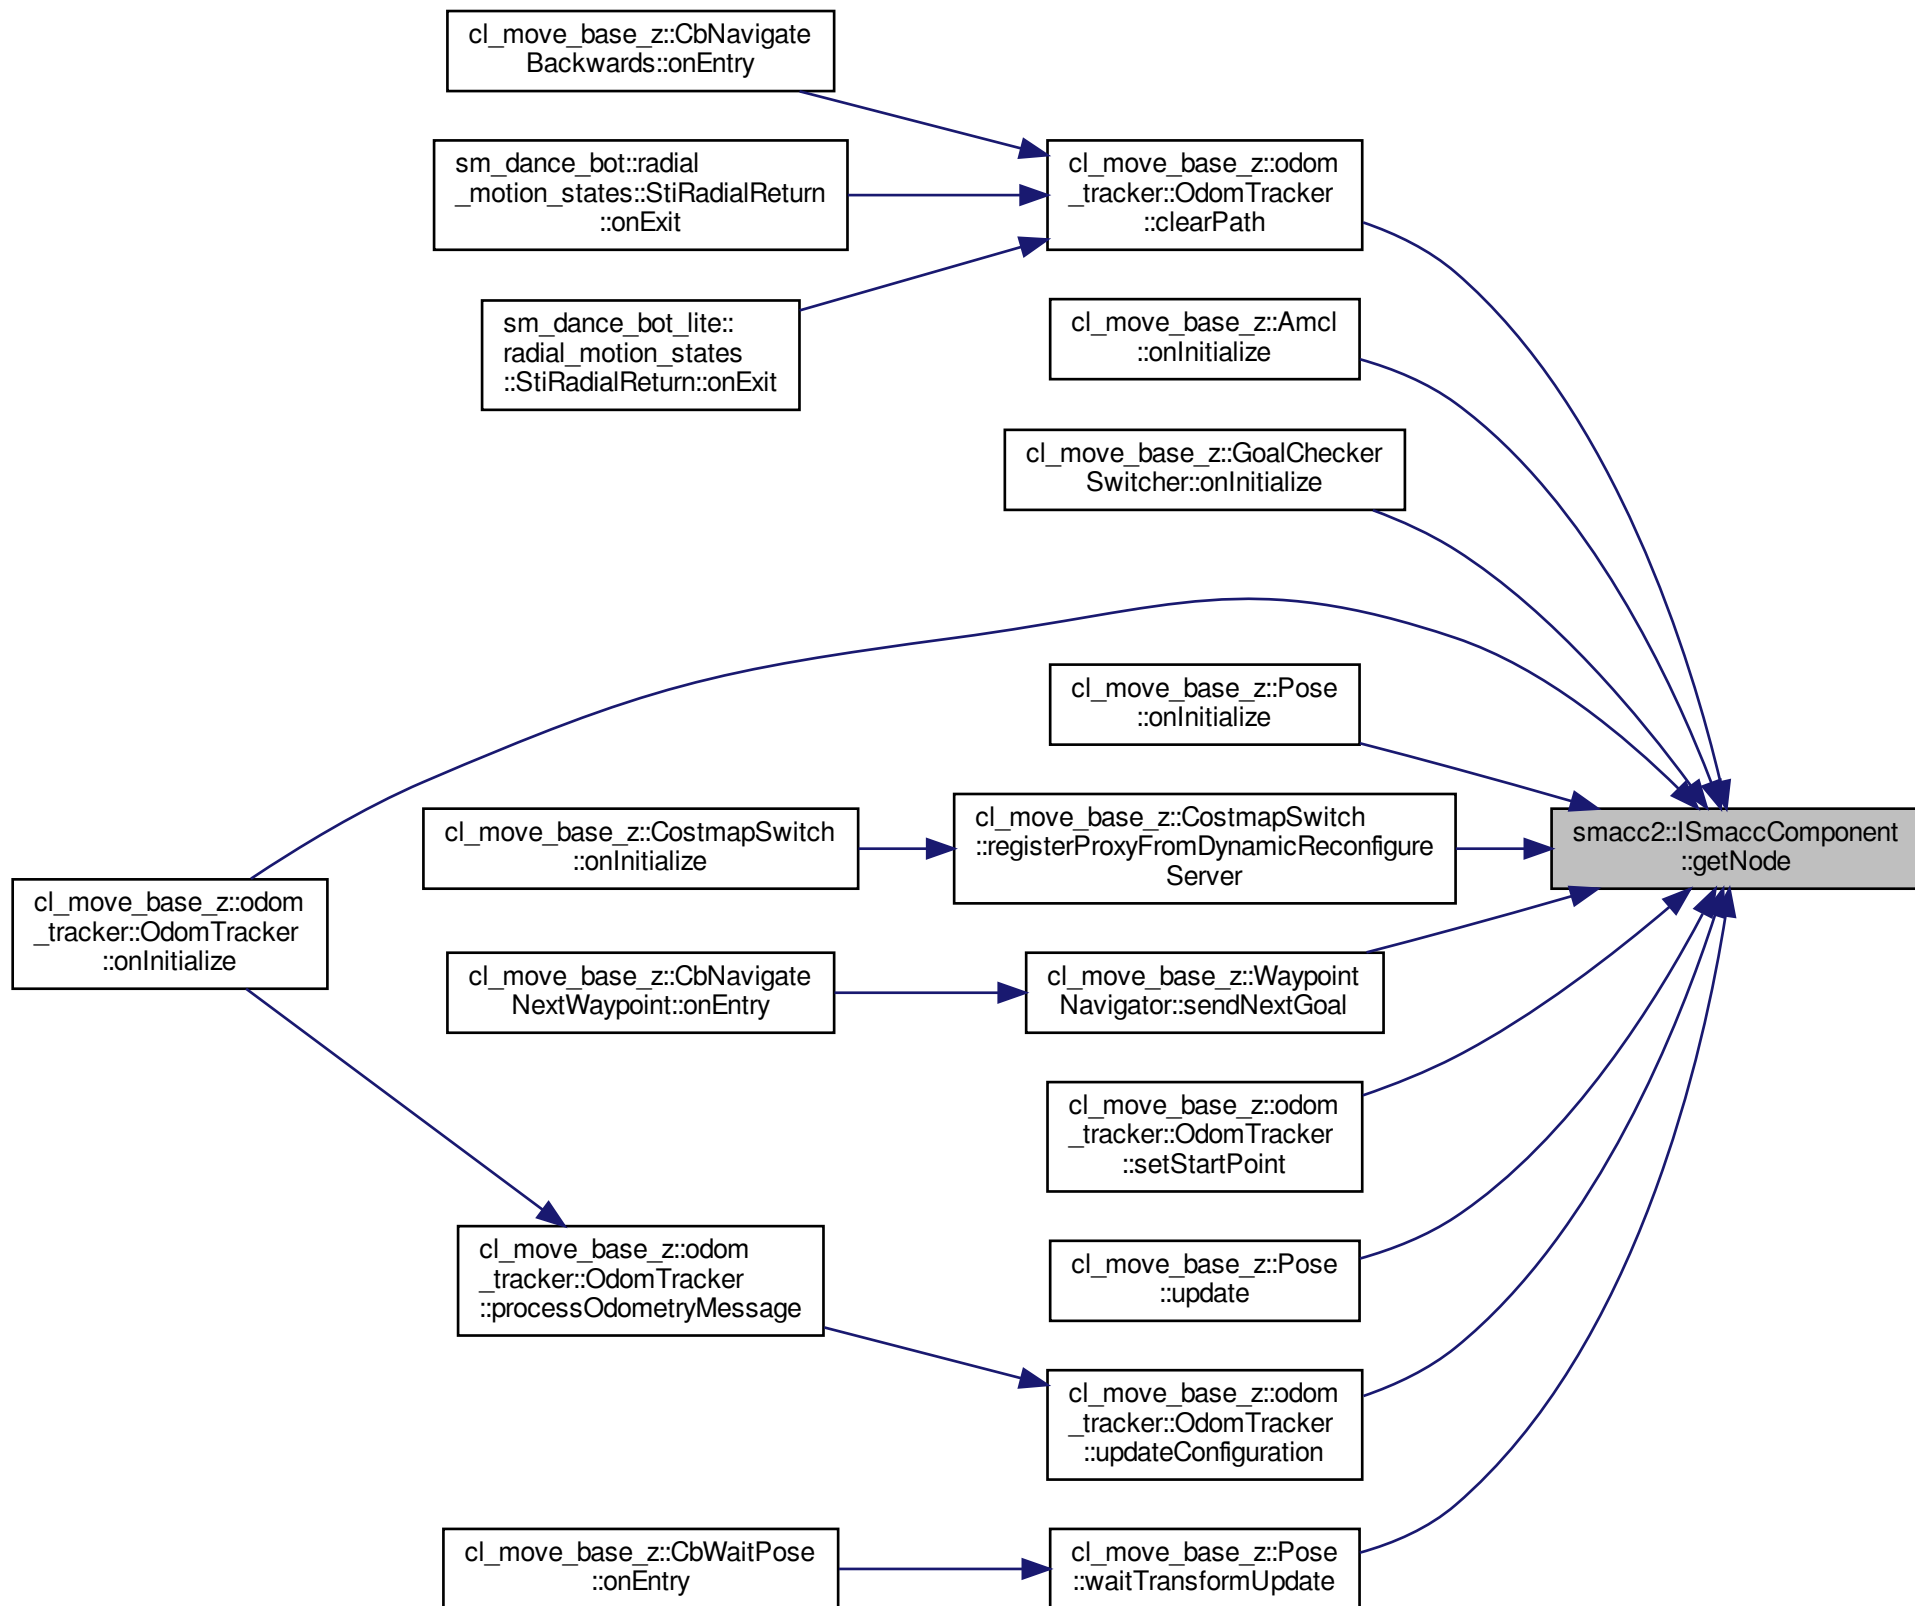 cl_move_base_z::CbNavigate
Backwards::onEntry
sm_dance_bot::radial
_motion_states::StiRadialReturn
::onExit
cl_move_base_z::odom
_tracker::OdomTracker
::clearPath
sm_dance_bot_lite::
radial_motion_states
::StiRadialReturn::onExit
cl_move_base_z::Amcl
::onInitialize
cl_move_base_z::GoalChecker
Switcher::onInitialize
cl_move_base_z::Pose
::onInitialize
cl_move_base_z::CostmapSwitch
::onInitialize
cl_move_base_z::CostmapSwitch
::registerProxyFromDynamicReconfigure
Server
smacc2::ISmaccComponent
::getNode
cl_move_base_z::odom
_tracker::OdomTracker
::onInitialize
cl_move_base_z::CbNavigate
NextWaypoint::onEntry
cl_move_base_z::Waypoint
Navigator::sendNextGoal
cl_move_base_z::odom
_tracker::OdomTracker
::setStartPoint
cl_move_base_z::odom
_tracker::OdomTracker
::processOdometryMessage
cl_move_base_z::Pose
::update
cl_move_base_z::odom
_tracker::OdomTracker
::updateConfiguration
cl_move_base_z::CbWaitPose
::onEntry
cl_move_base_z::Pose
::waitTransformUpdate